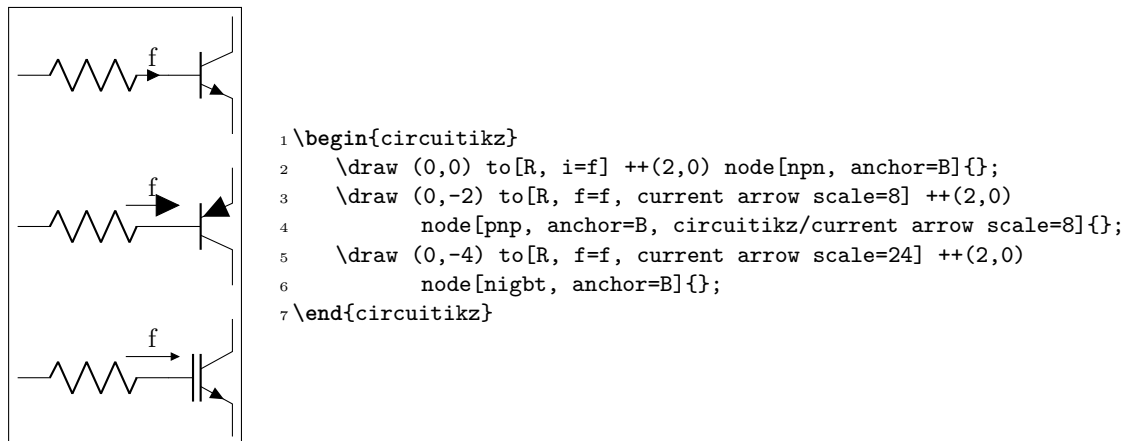 f
f
f
1 \begin{circuitikz}
2     \draw (0,0) to[R, i=f] ++(2,0) node[npn, anchor=B]{};
3     \draw (0,-2) to[R, f=f, current arrow scale=8] ++(2,0)
4           node[pnp, anchor=B, circuitikz/current arrow scale=8]{};
5     \draw (0,-4) to[R, f=f, current arrow scale=24] ++(2,0)
6           node[nigbt, anchor=B]{};
7 \end{circuitikz}